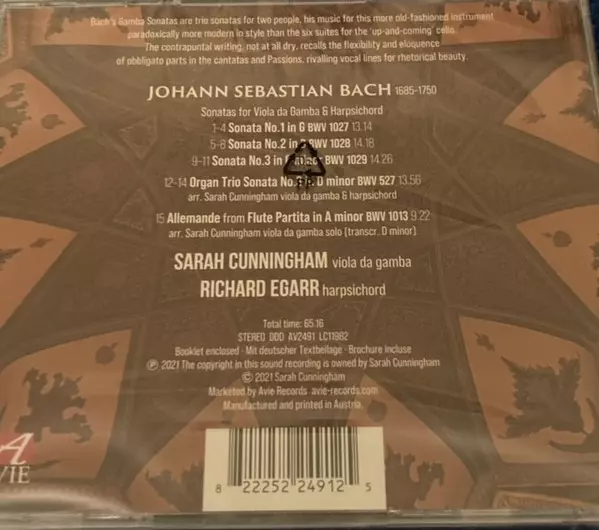 Bach's Gamba Sonatas are trio sonatas for two people, his music for this more old-fashioned instrument
paradoxically more modern in style than the six suites for the 'up-and-coming' cello.
The contrapuntal writing, not at all dry, recalls the flexibility and eloquence
of obbligato parts in the cantatas and Passions, rivalling vocal lines for rhetorical beauty.
JOHANN SEBASTIAN BACH 1685-1750
Sonatas for Viola da Gamba & Harpsichord
1-4 Sonata No.1 in G BWV 1027 13.14
5-8 Sonata No.2 in BWV 1028 14.18
9-11 Sonata No.3 in minor BWV 1029 14.26
12-14 Organ Trio Sonata No. D minor BWV 527 13.56
arr. Sarah Cunningham viola da gamba & harpsichord
15 Allemande from Flute Partita in A minor BWV 1013 9.22
arr. Sarah Cunningham viola da gamba solo (transcr. D minor)
SARAH CUNNINGHAM viola da gamba
RICHARD EGARR harpsichord
Total time: 65.16
STEREO DDD AV2491 LC11982
Booklet enclosed · Mit deutscher Textbeilage · Brochure incluse
℗ 2021 The copyright in this sound recording is owned by Sarah Cunningham
© 2021 Sarah Cunningham
Marketed by Avie Records avie-records.com
Manufactured and printed in Austria
8 22252 24912 5